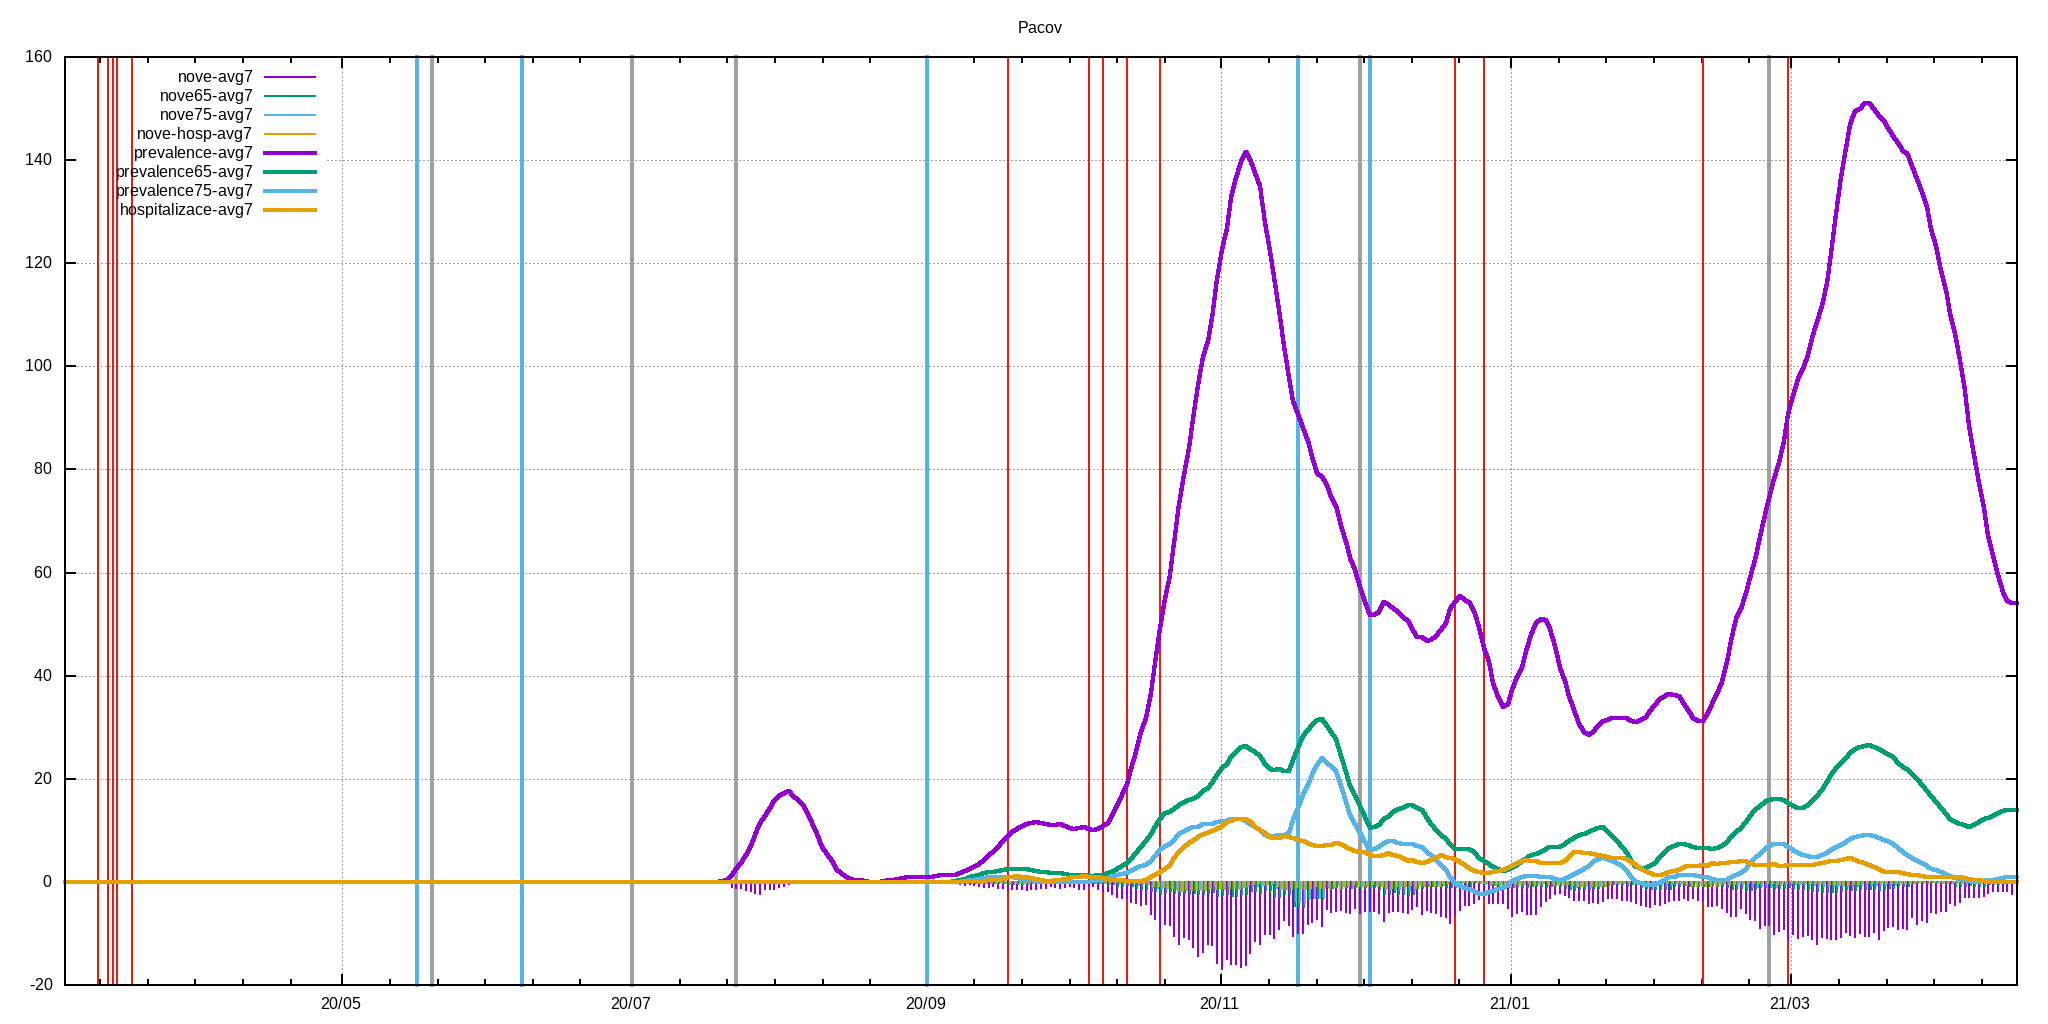 Pacov
160
140
120
100
80
60
40
20
0
-20
nove-avg7
nove65-avg7
nove75-avg7
nove-hosp-avg7
prevalence-avg7
prevalence65-avg7
prevalence75-avg7
hospitalizace-avg7
20/05 20/07 20/09 20/11 21/01 21/03